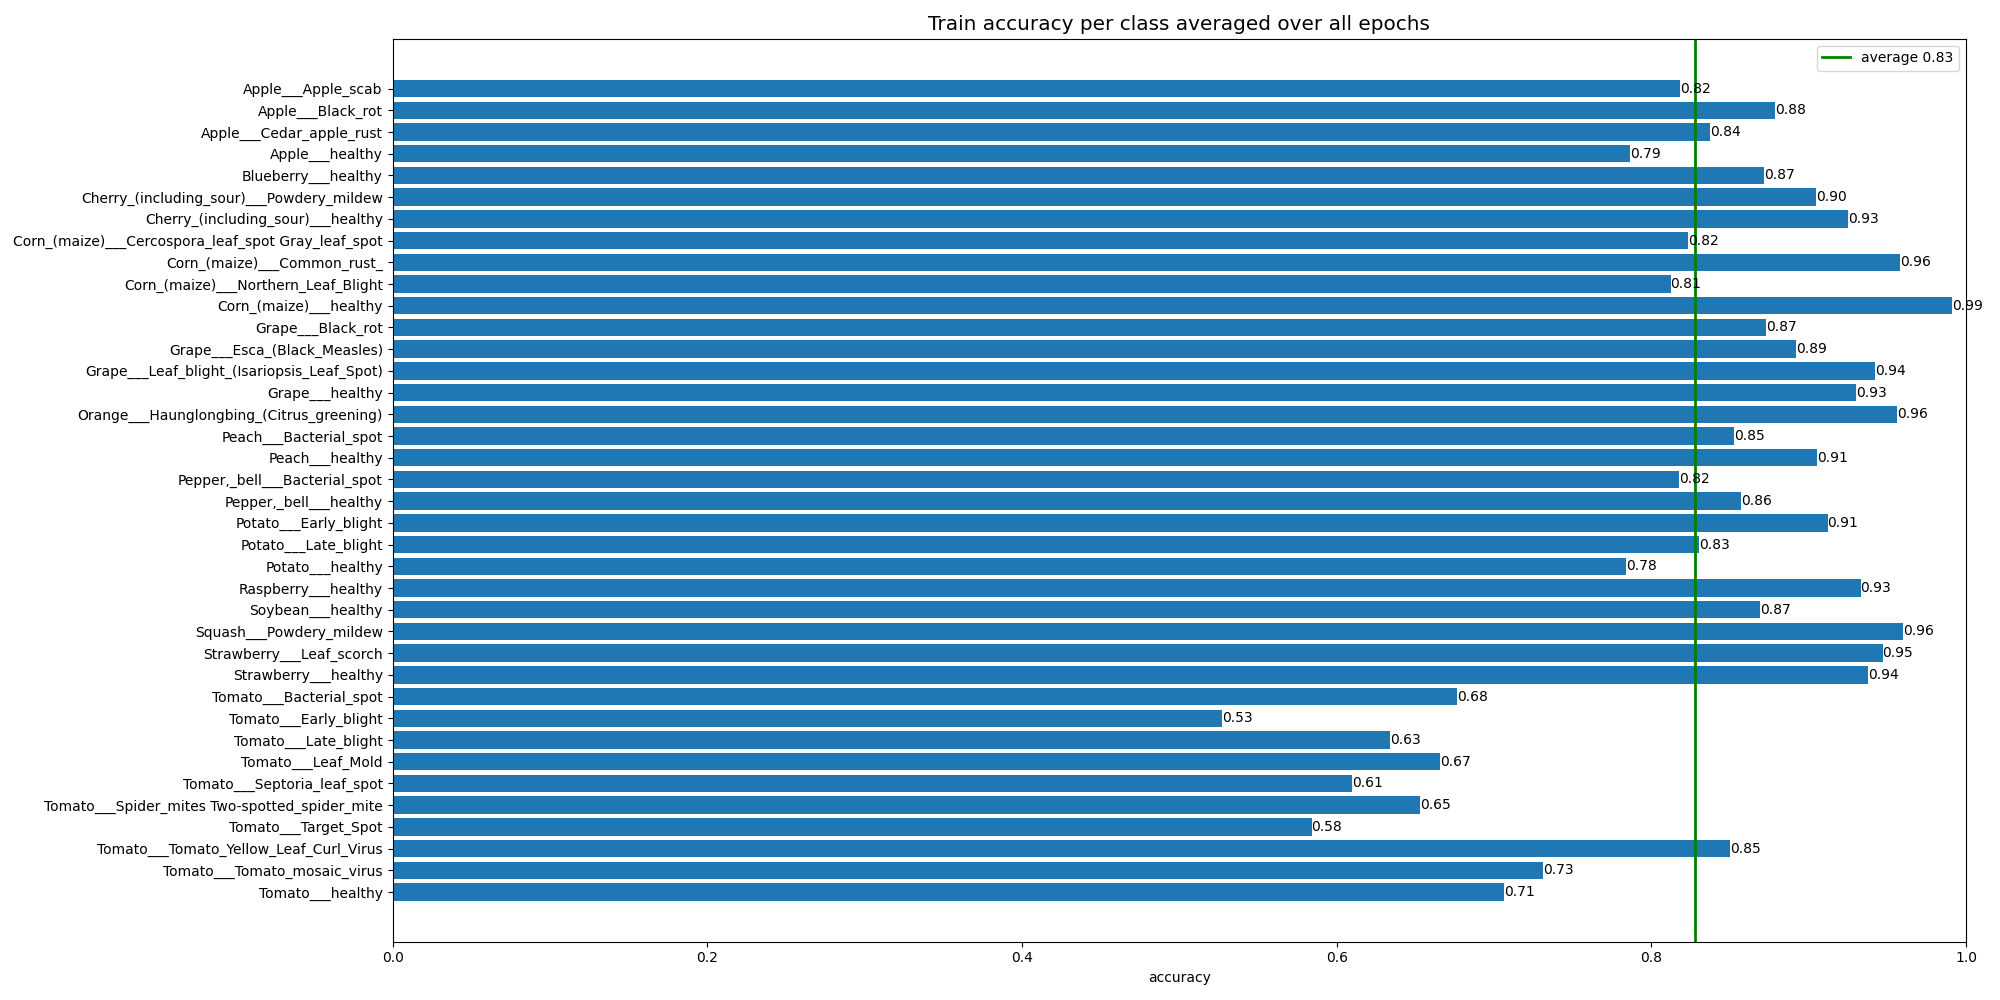 Train accuracy per class averaged over all epochs
average 0.83
Apple___Apple_scab 0.82
Apple___Black_rot 0.88
Apple___Cedar_apple_rust 0.84
Apple___healthy 0.79
Blueberry___healthy 0.87
Cherry_(including_sour)___Powdery_mildew 0.90
Cherry_(including_sour)___healthy 0.93
Corn_(maize)___Cercospora_leaf_spot Gray_leaf_spot 0.82
Corn_(maize)___Common_rust_ 0.96
Corn_(maize)___Northern_Leaf_Blight 0.81
Corn_(maize)___healthy 0.99
Grape___Black_rot 0.87
Grape___Esca_(Black_Measles) 0.89
Grape___Leaf_blight_(Isariopsis_Leaf_Spot) 0.94
Grape___healthy 0.93
Orange___Haunglongbing_(Citrus_greening) 0.96
Peach___Bacterial_spot 0.85
Peach___healthy 0.91
Pepper,_bell___Bacterial_spot 0.82
Pepper,_bell___healthy 0.86
Potato___Early_blight 0.91
Potato___Late_blight 0.83
Potato___healthy 0.78
Raspberry___healthy 0.93
Soybean___healthy 0.87
Squash___Powdery_mildew 0.96
Strawberry___Leaf_scorch 0.95
Strawberry___healthy 0.94
Tomato___Bacterial_spot 0.68
Tomato___Early_blight 0.53
Tomato___Late_blight 0.63
Tomato___Leaf_Mold 0.67
Tomato___Septoria_leaf_spot 0.61
Tomato___Spider_mites Two-spotted_spider_mite 0.65
Tomato___Target_Spot 0.58
Tomato___Tomato_Yellow_Leaf_Curl_Virus 0.85
Tomato___Tomato_mosaic_virus 0.73
Tomato___healthy 0.71
0.0 0.2 0.4 0.6 0.8 1.0
accuracy